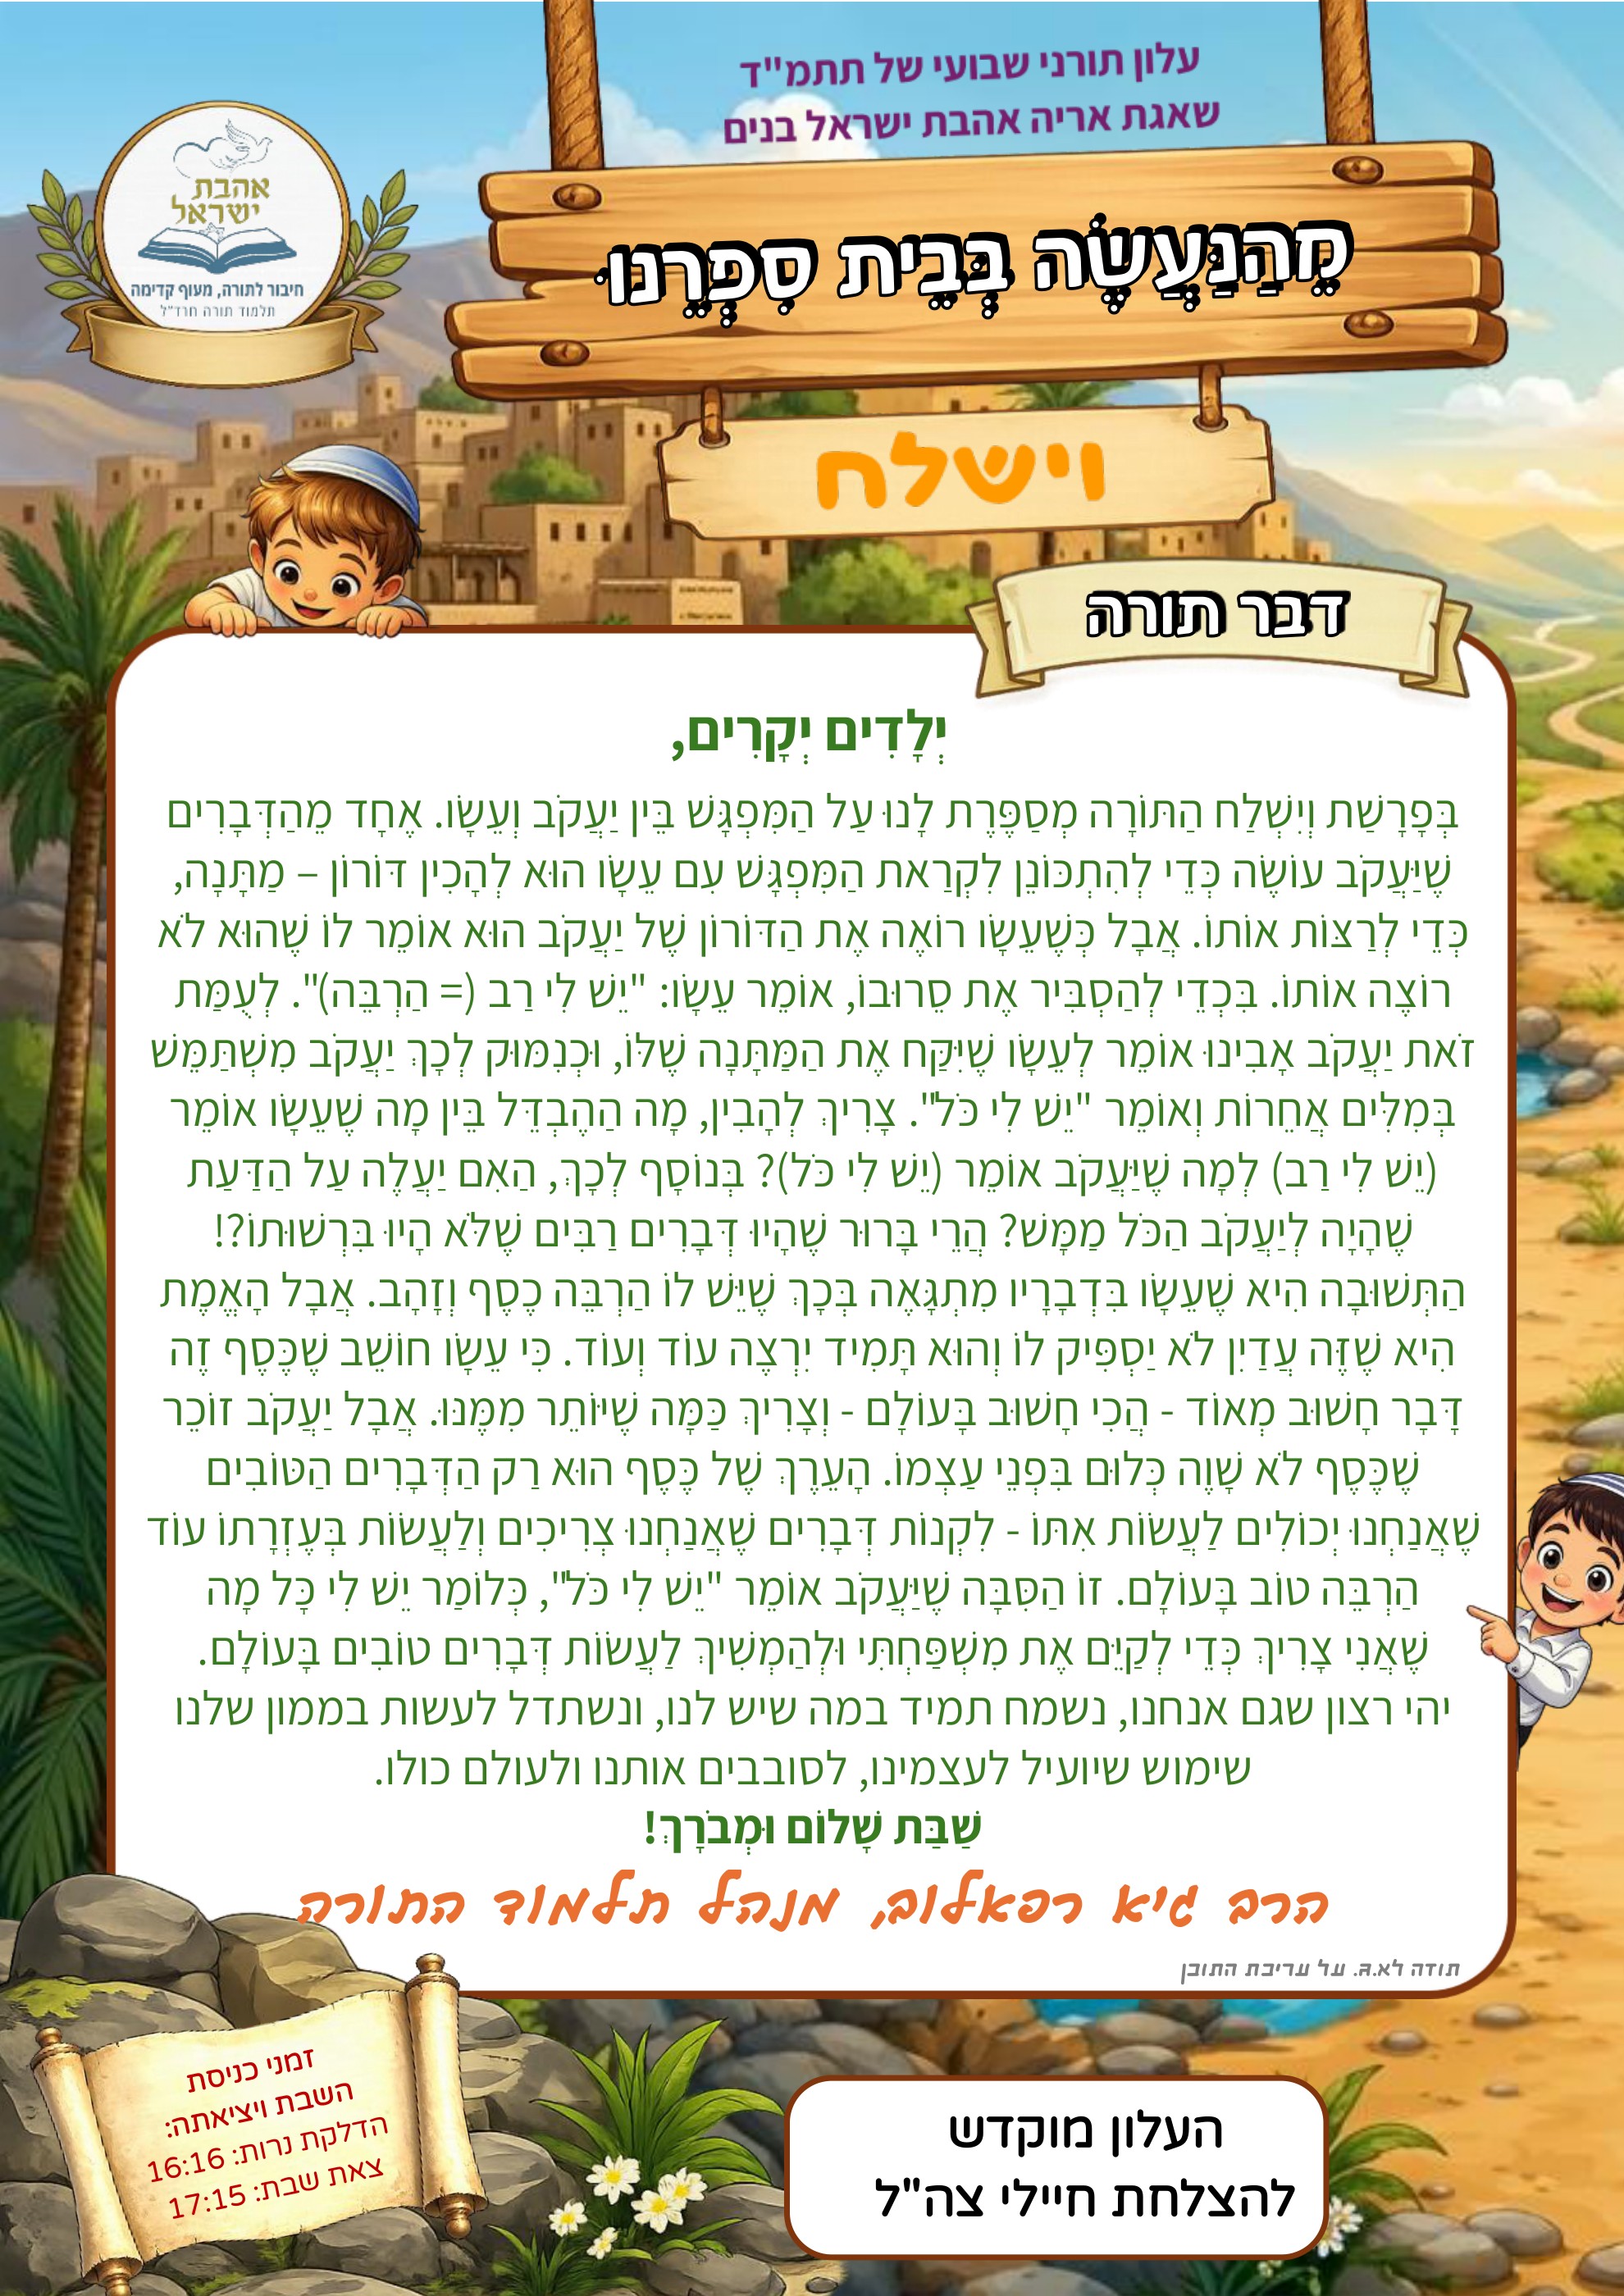 עלון תורני שבועי של תתמ"ד
שאגת אריה אהבת ישראל בנים
אהבת
ישראל
חיבור לתורה, מעוף קדימה
תלמוד תורה חרד"ל
מֵהַנַּעֲשֶׂה בְּבֵית סִפְרֵנוּ
וישלח
דבר תורה
יְלָדִים יְקָרִים,
בְּפָרָשַׁת וְיִשְׁלַח הַתּוֹרָה מְסַפֶּרֶת לָנוּ עַל הַמִּפְגָּשׁ בֵּין יַעֲקֹב וְעֵשָׂו. אֶחָד מֵהַדְּבָרִים
שֶׁיַּעֲקֹב עוֹשֶׂה כְּדֵי לְהִתְכּוֹנֵן לִקְרַאת הַמִּפְגָּשׁ עִם עֵשָׂו הוּא לְהָכִין דּוֹרוֹן – מַתָּנָה,
כְּדֵי לְרַצּוֹת אוֹתוֹ. אֲבָל כְּשֶׁעֵשָׂו רוֹאֶה אֶת הַדּוֹרוֹן שֶׁל יַעֲקֹב הוּא אוֹמֵר לוֹ שֶׁהוּא לֹא
רוֹצֶה אוֹתוֹ. בִּכְדֵי לְהַסְבִּיר אֶת סֵרוּבוֹ, אוֹמֵר עֵשָׂו: "יֵשׁ לִי רַב (= הַרְבֵּה)". לְעֻמַּת
זֹאת יַעֲקֹב אָבִינוּ אוֹמֵר לְעֵשָׂו שֶׁיִּקַּח אֶת הַמַּתָּנָה שֶׁלּוֹ, וּכְנִמּוּק לְכָךְ יַעֲקֹב מִשְׁתַּמֵּשׁ
בְּמִלִּים אֲחֵרוֹת וְאוֹמֵר "יֵשׁ לִי כֹּל". צָרִיךְ לְהָבִין, מָה הַהֶבְדֵּל בֵּין מָה שֶׁעֵשָׂו אוֹמֵר
(יֵשׁ לִי רַב) לְמָה שֶׁיַּעֲקֹב אוֹמֵר (יֵשׁ לִי כֹּל)? בְּנוֹסָף לְכָךְ, הַאִם יַעֲלֶה עַל הַדַּעַת
שֶׁהָיָה לְיַעֲקֹב הַכֹּל מַמָּשׁ? הֲרֵי בָּרוּר שֶׁהָיוּ דְּבָרִים רַבִּים שֶׁלֹּא הָיוּ בִּרְשׁוּתוֹ?!
הַתְּשׁוּבָה הִיא שֶׁעֵשָׂו בִּדְבָרָיו מִתְגָּאֶה בְּכָךְ שֶׁיֵּשׁ לוֹ הַרְבֵּה כֶּסֶף וְזָהָב. אֲבָל הָאֱמֶת
הִיא שֶׁזֶּה עֲדַיִן לֹא יַסְפִּיק לוֹ וְהוּא תָּמִיד יִרְצֶה עוֹד וְעוֹד. כִּי עֵשָׂו חוֹשֵׁב שֶׁכֶּסֶף זֶה
דָּבָר חָשׁוּב מְאוֹד - הֲכִי חָשׁוּב בָּעוֹלָם - וְצָרִיךְ כַּמָּה שֶׁיּוֹתֵר מִמֶּנּוּ. אֲבָל יַעֲקֹב זוֹכֵר
שֶׁכֶּסֶף לֹא שָׁוֶה כְּלוּם בִּפְנֵי עַצְמוֹ. הָעֵרֶךְ שֶׁל כֶּסֶף הוּא רַק הַדְּבָרִים הַטּוֹבִים
שֶׁאֲנַחְנוּ יְכוֹלִים לַעֲשׂוֹת אִתּוֹ - לִקְנוֹת דְּבָרִים שֶׁאֲנַחְנוּ צְרִיכִים וְלַעֲשׂוֹת בְּעֶזְרָתוֹ עוֹד
הַרְבֵּה טוֹב בָּעוֹלָם. זוֹ הַסִּבָּה שֶׁיַּעֲקֹב אוֹמֵר "יֵשׁ לִי כֹּל", כְּלוֹמַר יֵשׁ לִי כָּל מָה
שֶׁאֲנִי צָרִיךְ כְּדֵי לְקַיֵּם אֶת מִשְׁפַּחְתִּי וּלְהַמְשִׁיךְ לַעֲשׂוֹת דְּבָרִים טוֹבִים בָּעוֹלָם.
יהי רצון שגם אנחנו, נשמח תמיד במה שיש לנו, ונשתדל לעשות בממון שלנו
שימוש שיועיל לעצמינו, לסובבים אותנו ולעולם כולו.
שַׁבַּת שָׁלוֹם וּמְבֹרָךְ!
הרב גיא רפאלוב, מנהל תלמוד התורה
תודה לא.ה. על עריכת התוכן
זמני כניסת
השבת ויציאתה:
הדלקת נרות: 16:16
צאת שבת: 17:15
העלון מוקדש
להצלחת חיילי צה"ל